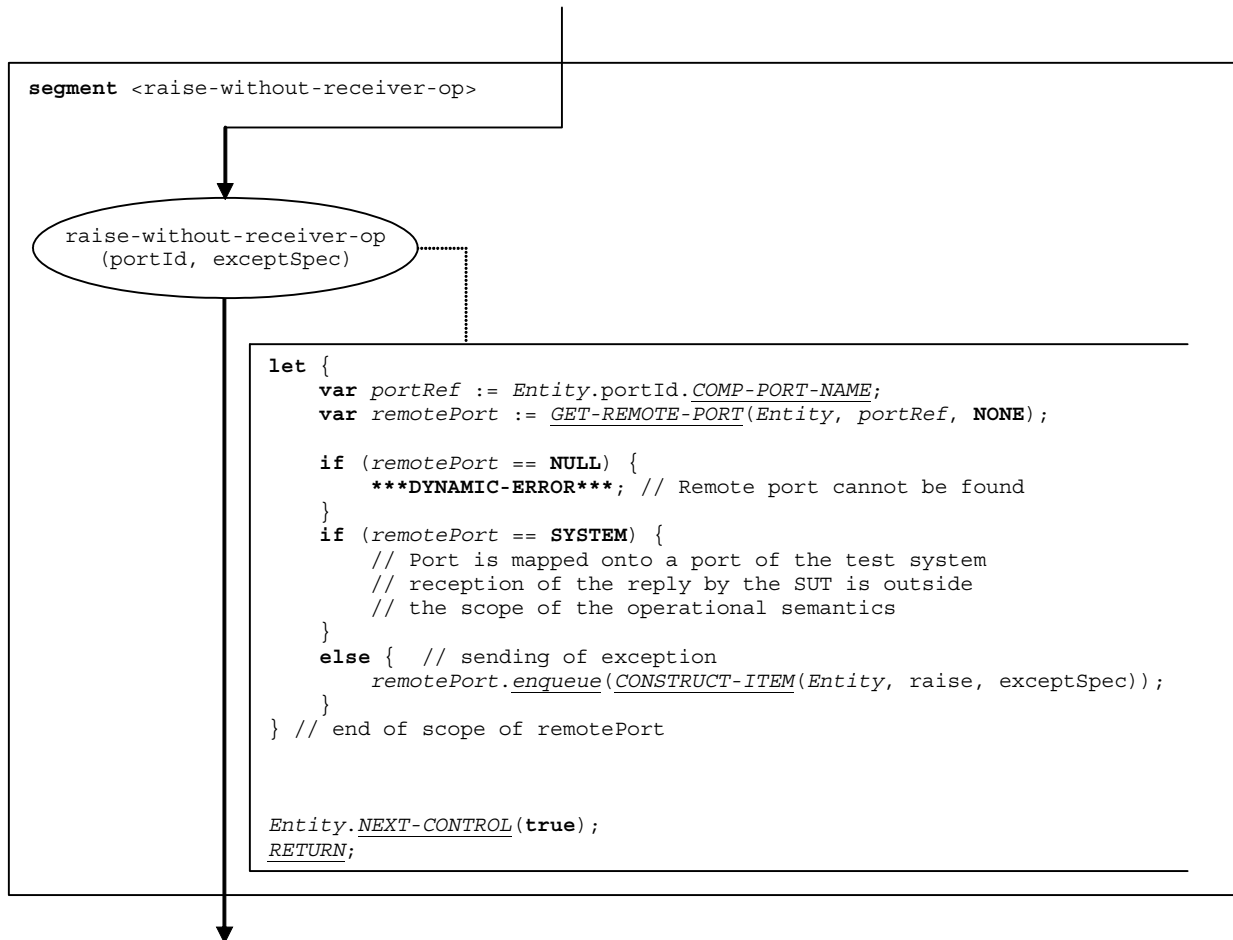 segment <raise-without-receiver-op>
raise-without-receiver-op
(portId, exceptSpec)
let {
var portRef := Entity.portId.COMP-PORT-NAME;
var remotePort := GET-REMOTE-PORT(Entity, portRef, NONE);
if (remotePort == NULL) {
***DYNAMIC-ERROR***; // Remote port cannot be found
}
if (remotePort == SYSTEM) {
// Port is mapped onto a port of the test system
// reception of the reply by the SUT is outside
// the scope of the operational semantics
}
else { // sending of exception
remotePort.enqueue(CONSTRUCT-ITEM(Entity, raise, exceptSpec));
}
} // end of scope of remotePort
Entity.NEXT-CONTROL(true);
RETURN;